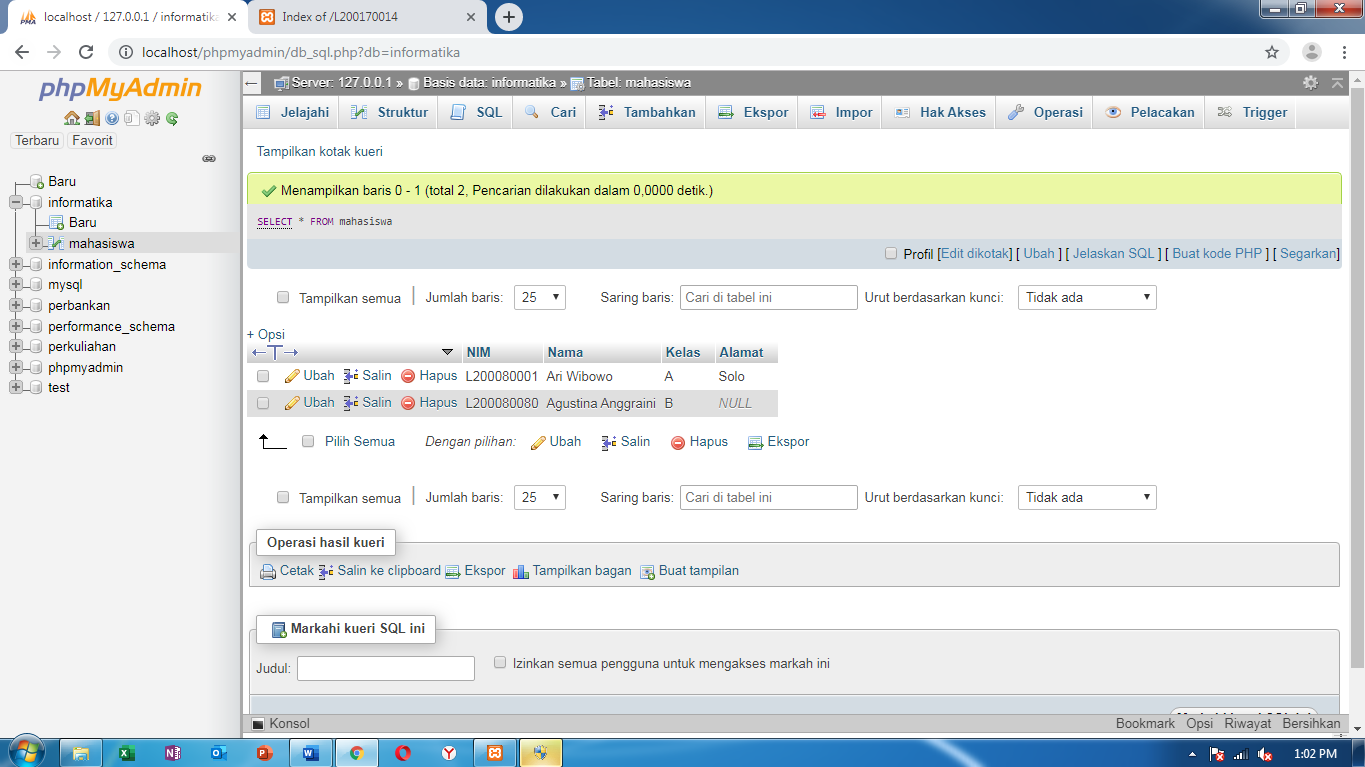 localhost / 127.0.0.1 / informatika
Index of /L200170014
localhost/phpmyadmin/db_sql.php?db=informatika
phpMyAdmin
Terbaru Favorit
Baru
informatika
Baru
mahasiswa
information_schema
mysql
perbankan
performance_schema
perkuliahan
phpmyadmin
test
Server: 127.0.0.1 » Basis data: informatika » Tabel: mahasiswa
Jelajahi Struktur SQL Cari Tambahkan Ekspor Impor Hak Akses Operasi Pelacakan Trigger
Tampilkan kotak kueri
Menampilkan baris 0 - 1 (total 2, Pencarian dilakukan dalam 0,0000 detik.)
SELECT * FROM mahasiswa
Profil [Edit dikotak] [ Ubah ] [ Jelaskan SQL ] [ Buat kode PHP ] [ Segarkan]
Tampilkan semua | Jumlah baris: 25 Saring baris: Cari di tabel ini Urut berdasarkan kunci: Tidak ada
+ Opsi
←T→ NIM Nama Kelas Alamat
Ubah Salin Hapus L200080001 Ari Wibowo A Solo
Ubah Salin Hapus L200080080 Agustina Anggraini B NULL
Pilih Semua Dengan pilihan: Ubah Salin Hapus Ekspor
Tampilkan semua | Jumlah baris: 25 Saring baris: Cari di tabel ini Urut berdasarkan kunci: Tidak ada
Operasi hasil kueri
Cetak Salin ke clipboard Ekspor Tampilkan bagan Buat tampilan
Markahi kueri SQL ini
Judul: Izinkan semua pengguna untuk mengakses markah ini
Konsol Bookmark Opsi Riwayat Bersihkan
1:02 PM